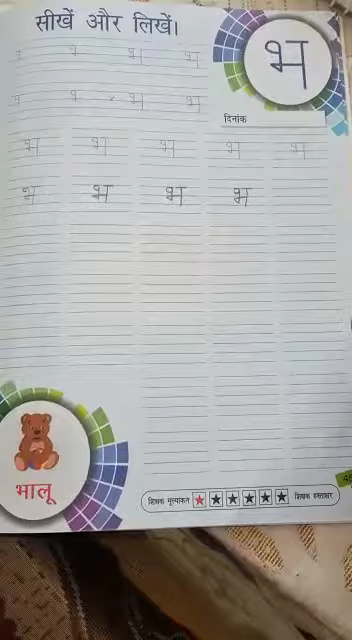 सीखें और लिखें।
भ
भ भ
भ भ
दिनांक
भ भ भ भ भ
भ भ भ भ
भालू
शिक्षक मूल्यांकन शिक्षक हस्ताक्षर